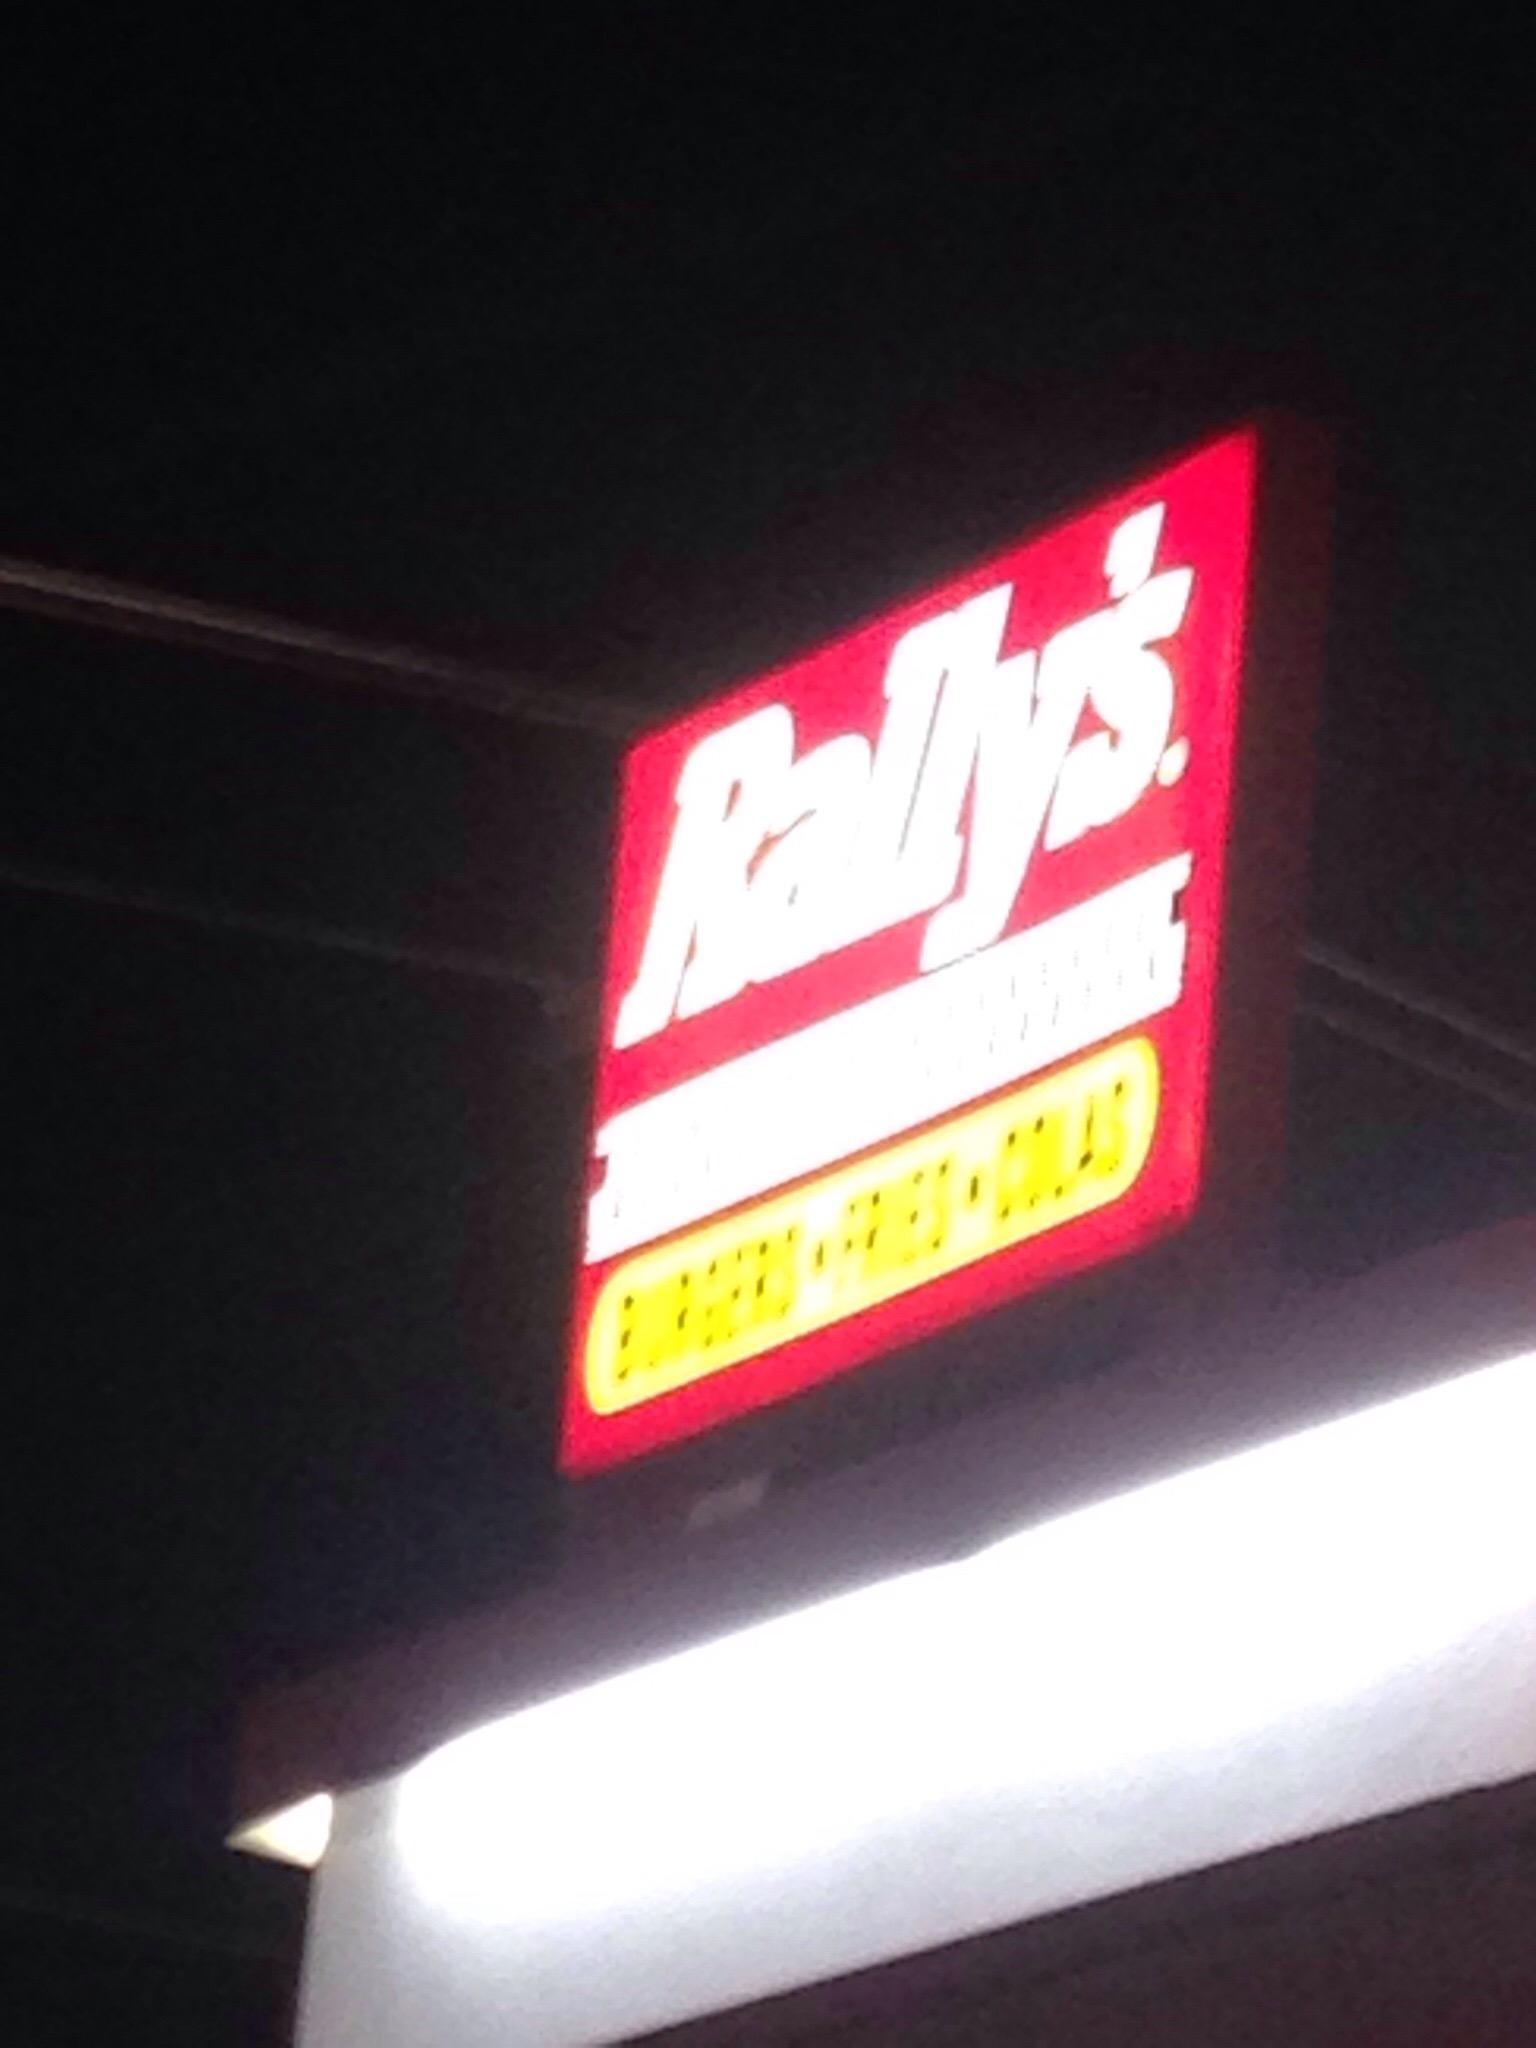 Rally's.
BURGERS • FRIES • COLAS